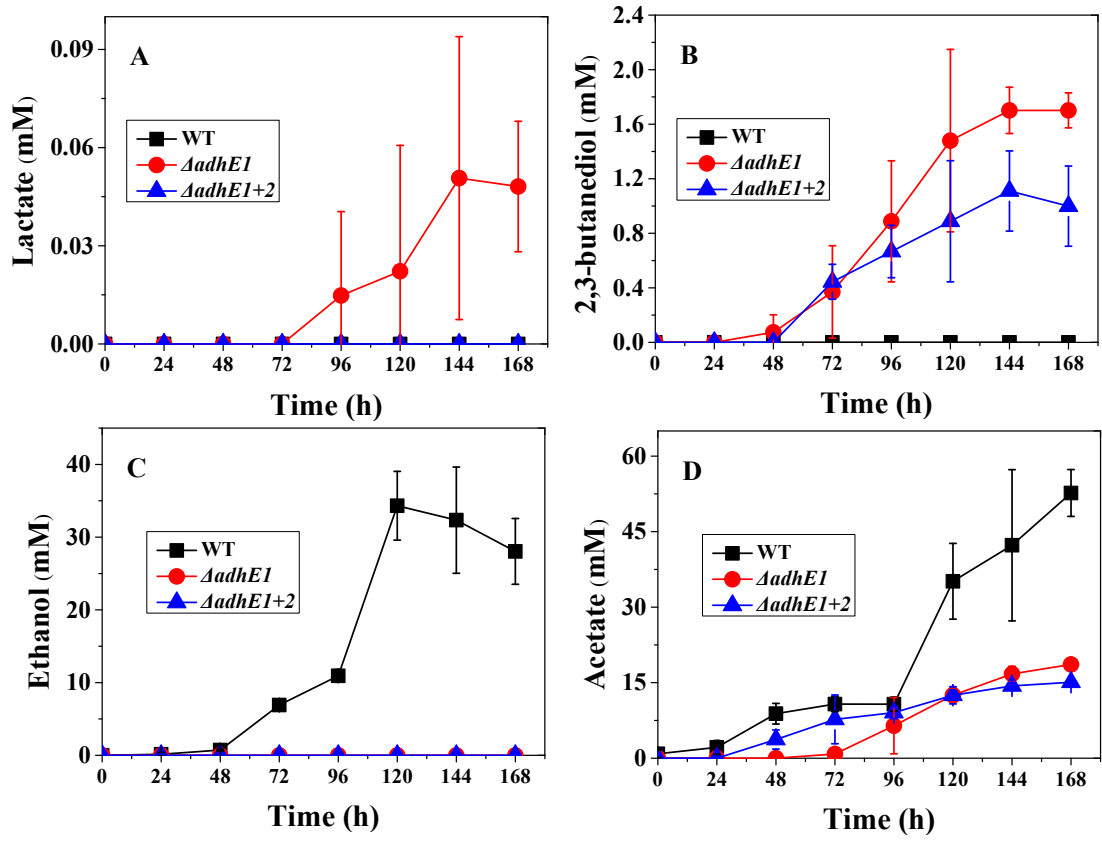 A
Lactate (mM)
0.09
0.06
0.03
0.00
WT
ΔadhE1
ΔadhE1+2
0 24 48 72 96 120 144 168
Time (h)
B
2,3-butanediol (mM)
2.4
2.0
1.6
1.2
0.8
0.4
0.0
WT
ΔadhE1
ΔadhE1+2
0 24 48 72 96 120 144 168
Time (h)
C
Ethanol (mM)
40
30
20
10
0
WT
ΔadhE1
ΔadhE1+2
0 24 48 72 96 120 144 168
Time (h)
D
Acetate (mM)
60
45
30
15
0
WT
ΔadhE1
ΔadhE1+2
0 24 48 72 96 120 144 168
Time (h)